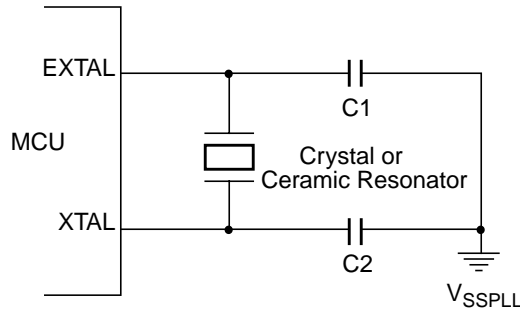 EXTAL
C1
MCU
Crystal or
Ceramic Resonator
XTAL
C2
VSSPLL